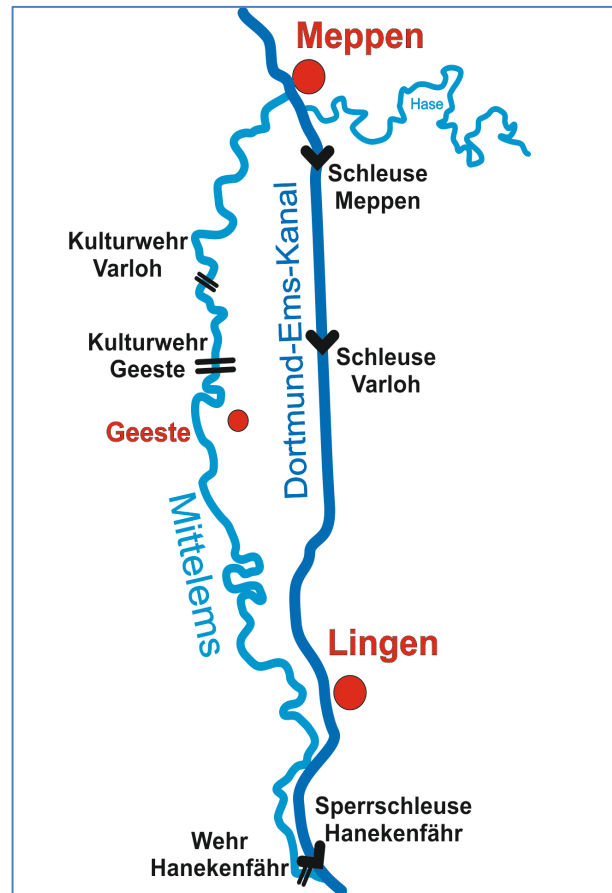 Meppen
Hase
Schleuse
Meppen
Kulturwehr
Varloh
Dortmund-Ems-Kanal
Kulturwehr
Geeste
Schleuse
Varloh
Geeste
Mittelems
Lingen
Sperrschleuse
Hanekenfähr
Wehr
Hanekenfähr